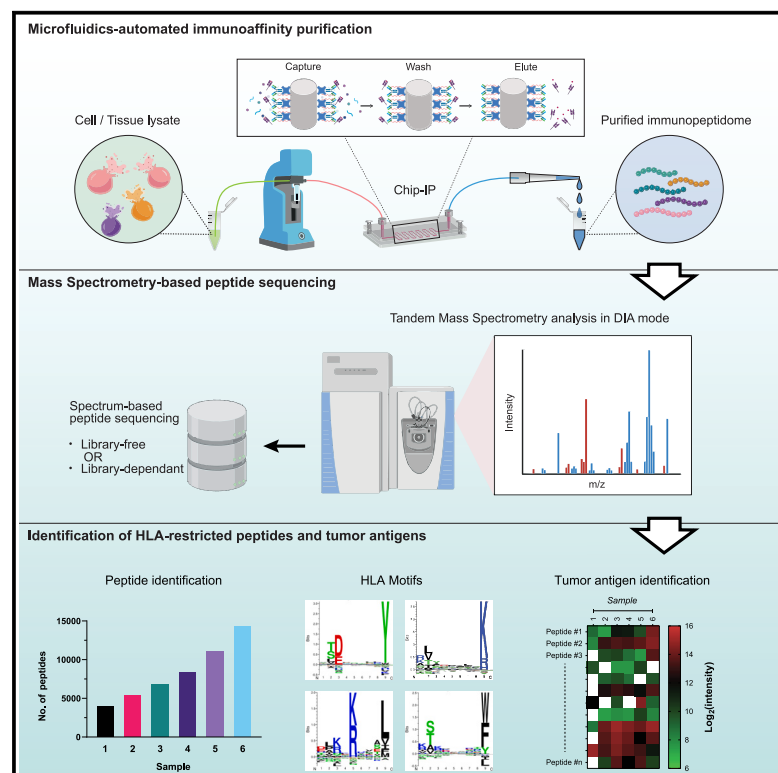 Microfluidics-automated immunoaffinity purification
Capture
Wash
Elute
Cell / Tissue lysate
Purified immunopeptidome
Chip-IP
Mass Spectrometry-based peptide sequencing
Tandem Mass Spectrometry analysis in DIA mode
Spectrum-based
peptide sequencing
• Library-free
OR
• Library-dependant
Intensity
m/z
Identification of HLA-restricted peptides and tumor antigens
Peptide identification
HLA Motifs
Tumor antigen identification
No. of peptides
15000
10000
5000
0
1 2 3 4 5 6
Sample
Sample
1 2 3 4 5 6
Peptide #1
Peptide #2
Peptide #3
Peptide #n
16
14
12
10
8
6
Log2(intensity)